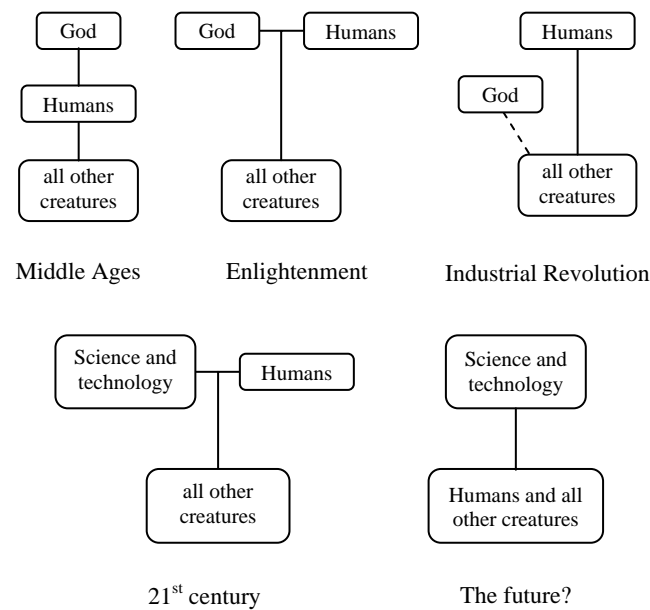 God
Humans
all other
creatures
Middle Ages
God
Humans
all other
creatures
Enlightenment
Humans
God
all other
creatures
Industrial Revolution
Science and
technology
Humans
all other
creatures
21st century
Science and
technology
Humans and all
other creatures
The future?